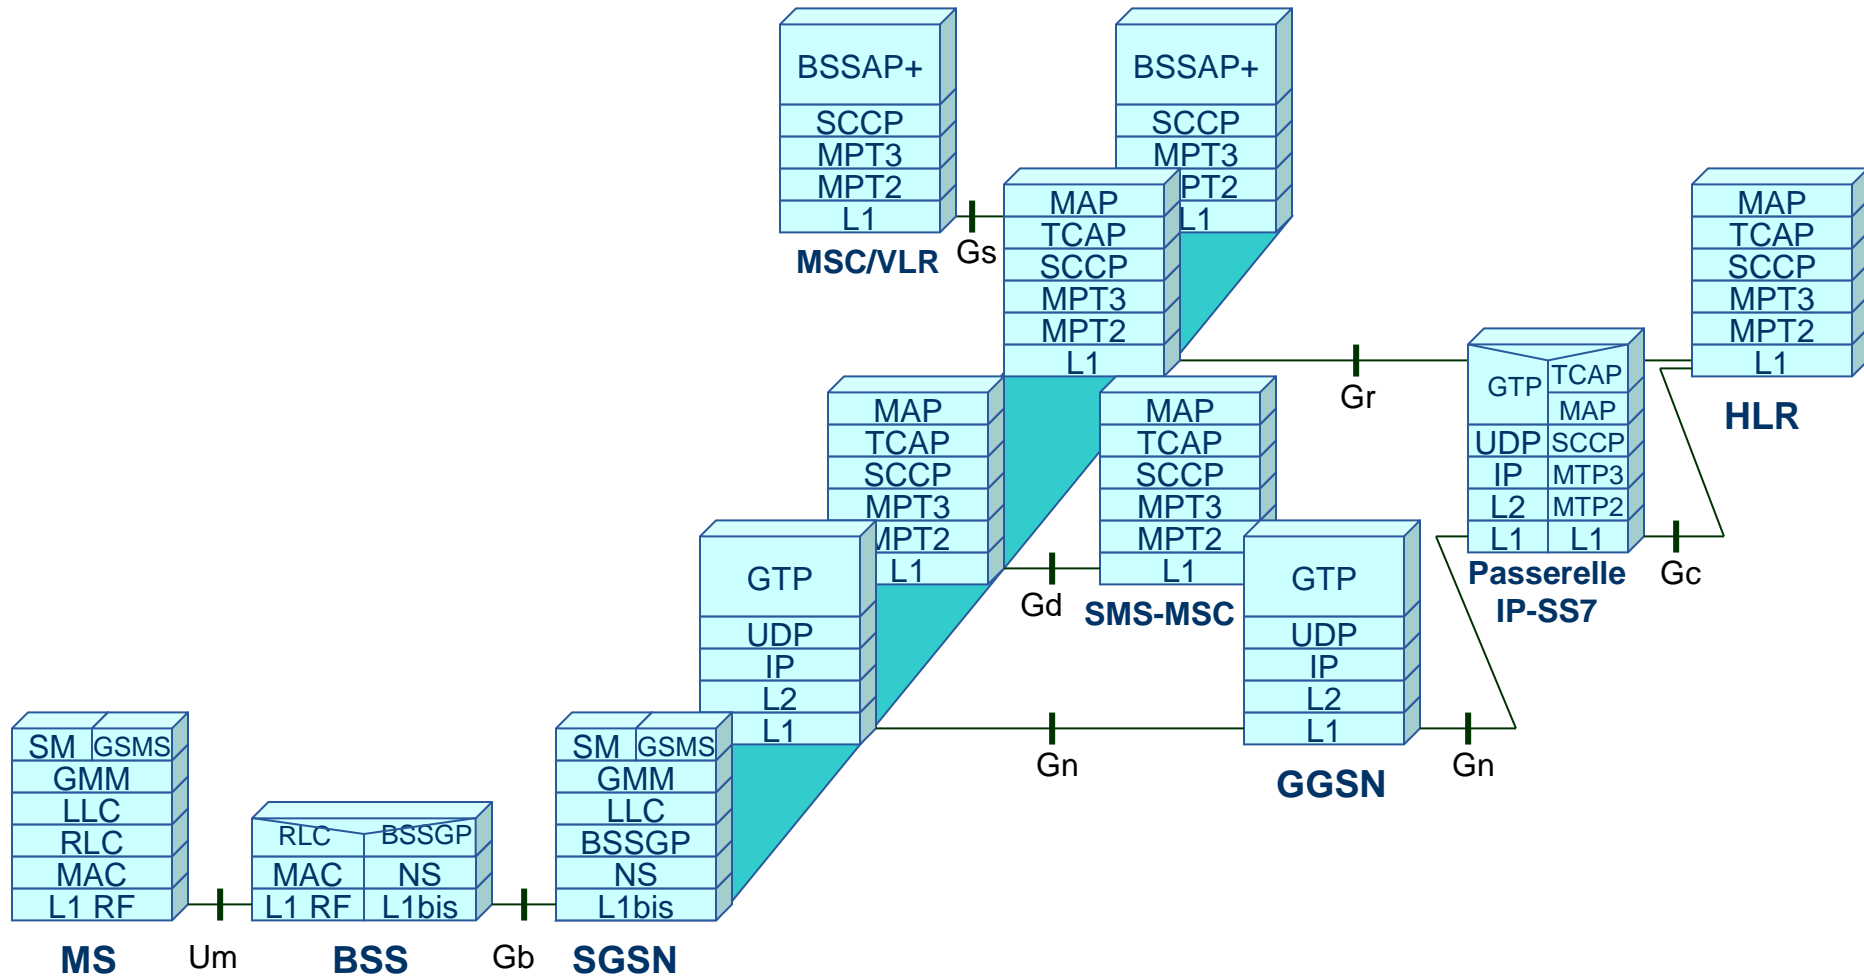 BSSAP+
SCCP
MPT3
MPT2
L1
MSC/VLR
Gs
BSSAP+
SCCP
MPT3
PT2
L1
MAP
TCAP
SCCP
MPT3
MPT2
L1
Gr
MAP
TCAP
SCCP
MPT3
MPT2
L1
HLR
GTP
UDP
IP
L2
L1
TCAP
MAP
SCCP
MTP3
MTP2
L1
Passerelle
IP-SS7
Gc
MAP
TCAP
SCCP
MPT3
MPT2
L1
Gd
MAP
TCAP
SCCP
MPT3
MPT2
L1
SMS-MSC
GTP
UDP
IP
L2
L1
Gn
GTP
UDP
IP
L2
L1
GGSN
Gn
SM GSMS
GMM
LLC
RLC
MAC
L1 RF
MS
Um
RLC BSSGP
MAC NS
L1 RF L1bis
BSS
Gb
SM GSMS
GMM
LLC
BSSGP
NS
L1bis
SGSN